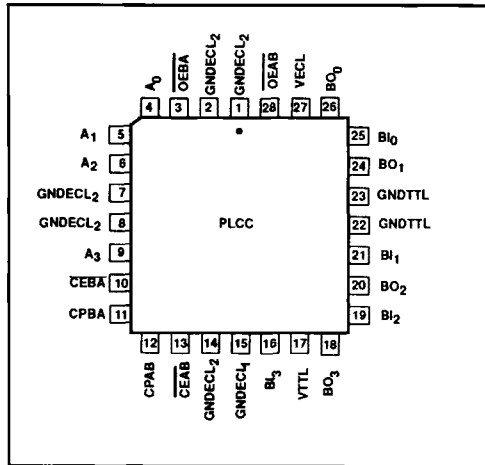 A0
OEBA
GNDECL2
GNDECL2
OEAB
VECL
BO0
4 3 2 1 28 27 26
A1 5
A2 6
GNDECL2 7
GNDECL2 8
A3 9
CEBA 10
CPBA 11
PLCC
25 BI0
24 BO1
23 GNDTTL
22 GNDTTL
21 BI1
20 BO2
19 BI2
12 13 14 15 16 17 18
CPAB
CEAB
GNDECL2
GNDECL1
BI3
VTTL
BO3